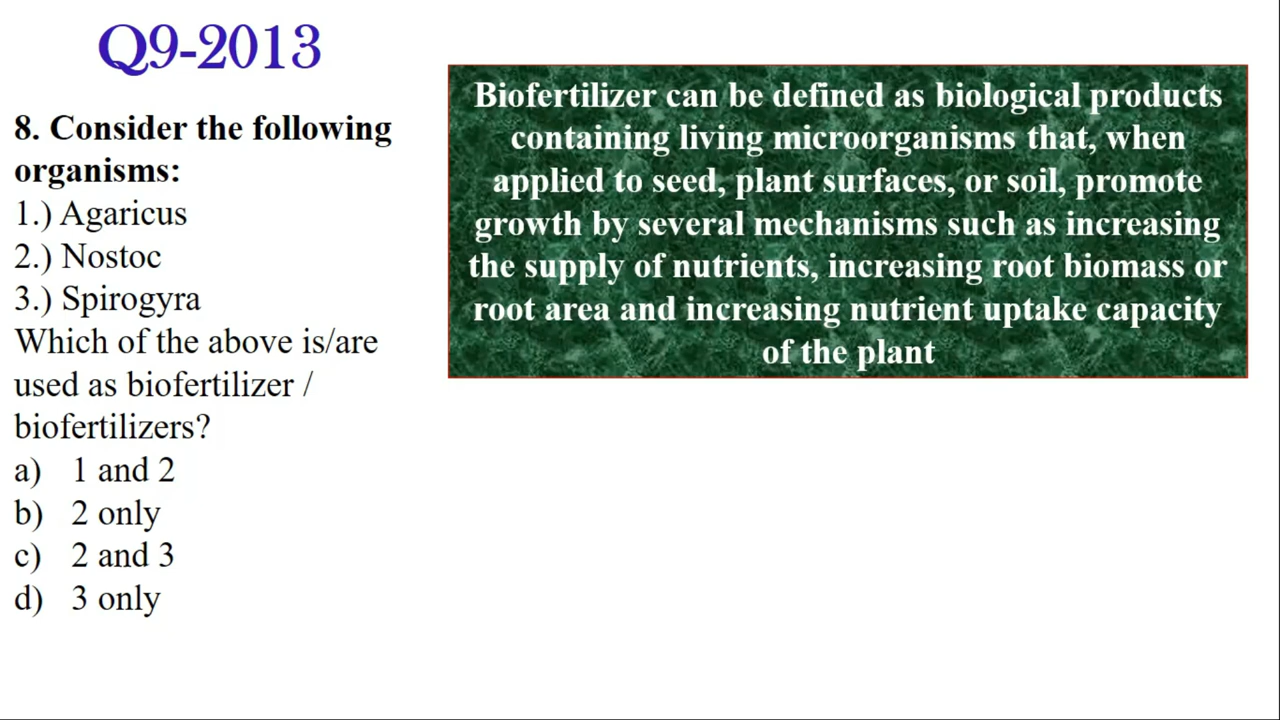 Q9-2013
8. Consider the following
organisms:
1.) Agaricus
2.) Nostoc
3.) Spirogyra
Which of the above is/are
used as biofertilizer /
biofertilizers?
a) 1 and 2
b) 2 only
c) 2 and 3
d) 3 only
Biofertilizer can be defined as biological products
containing living microorganisms that, when
applied to seed, plant surfaces, or soil, promote
growth by several mechanisms such as increasing
the supply of nutrients, increasing root biomass or
root area and increasing nutrient uptake capacity
of the plant